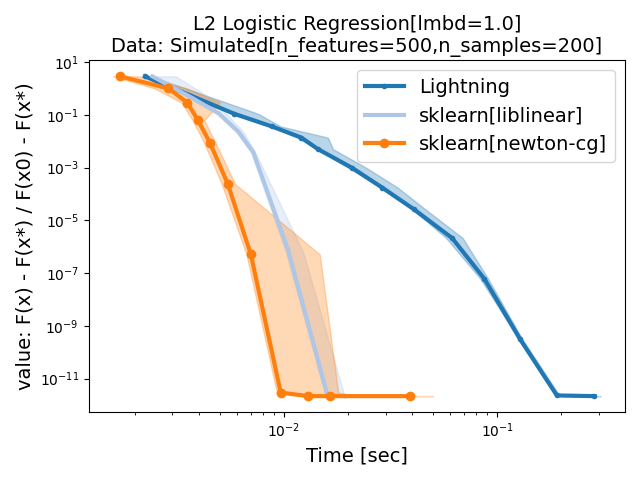 L2 Logistic Regression[lmbd=1.0]
Data: Simulated[n_features=500,n_samples=200]
value: F(x) - F(x*) / F(x0) - F(x*)
10¹
10⁻¹
10⁻³
10⁻⁵
10⁻⁷
10⁻⁹
10⁻¹¹
Lightning
sklearn[liblinear]
sklearn[newton-cg]
10⁻²
10⁻¹
Time [sec]